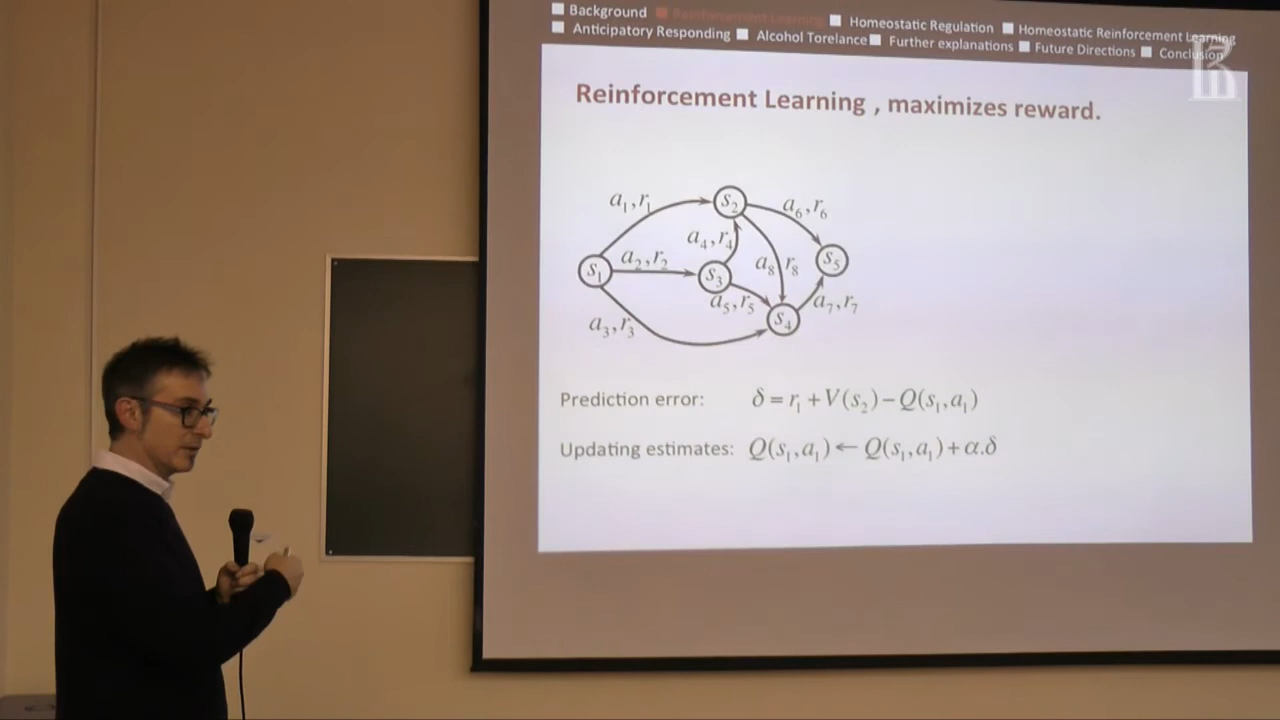 Background Reinforcement Learning Homeostatic Regulation Homeostatic Reinforcement Learning
Anticipatory Responding Alcohol Torelance Further explanations Future Directions Conclusion
Reinforcement Learning , maximizes reward.
a₁,r₁
s₂
a₆,r₆
a₄,r₄
a₂,r₂
a₈ r₈
s₅
s₁
s₃
a₅,r₅
a₇,r₇
a₃,r₃
s₄
Prediction error: δ = r₁ + V(s₂) − Q(s₁,a₁)
Updating estimates: Q(s₁,a₁) ← Q(s₁,a₁) + α.δ